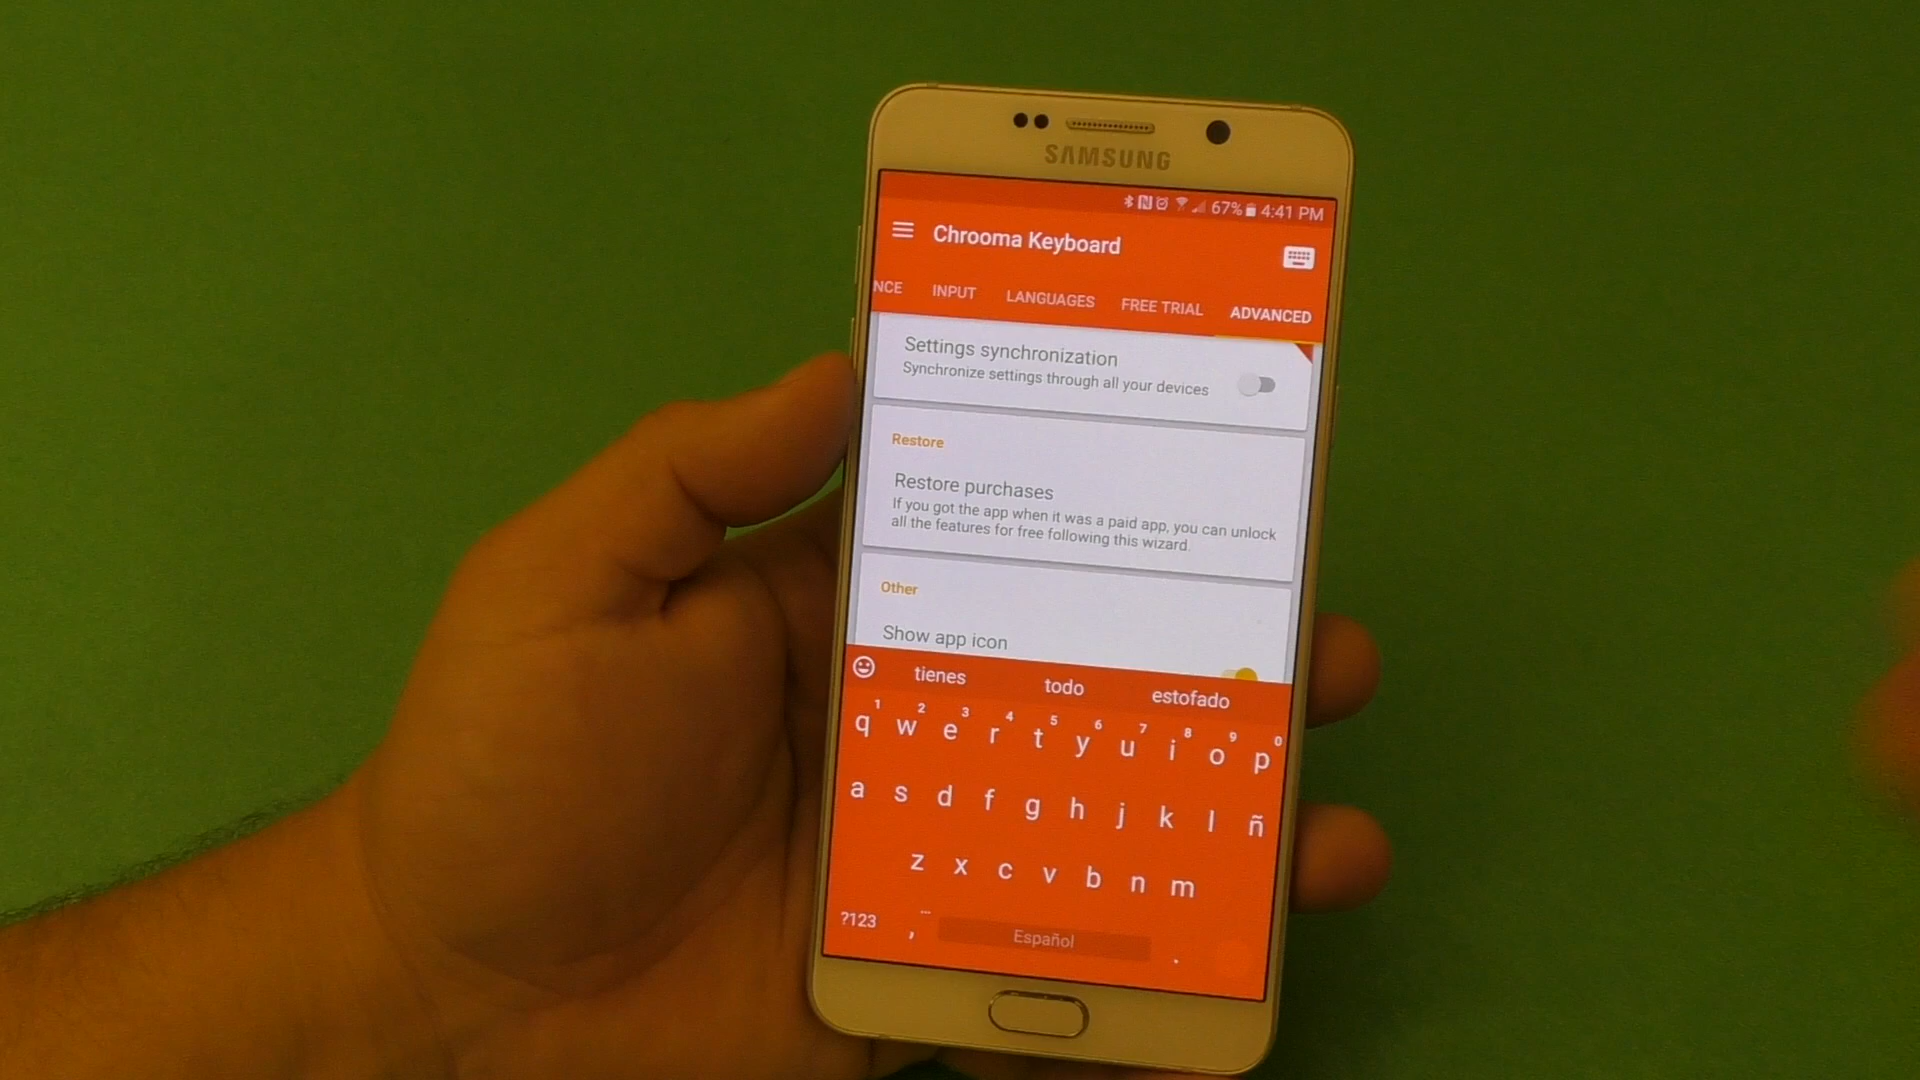 SAMSUNG
67% 4:41 PM
Chrooma Keyboard
NCE INPUT LANGUAGES FREE TRIAL ADVANCED
Settings synchronization
Synchronize settings through all your devices
Restore
Restore purchases
If you got the app when it was a paid app, you can unlock
all the features for free following this wizard.
Other
Show app icon
tienes todo estofado
1 2 3 4 5 6 7 8 9 0
q w e r t y u i o p
a s d f g h j k l ñ
z x c v b n m
?123 , ... Español .